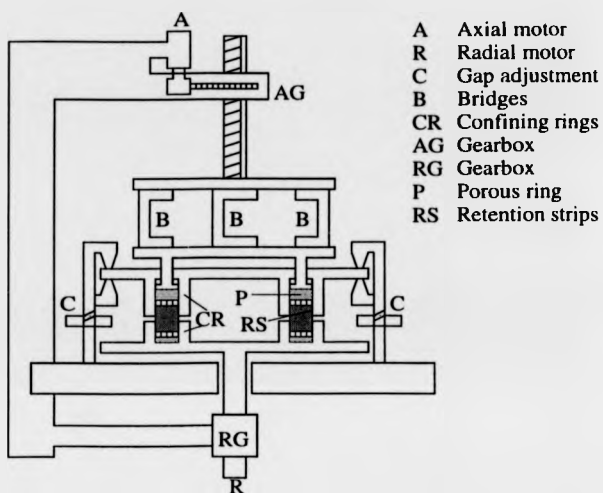 A
AG
B B B
C
P
C
CR
RS
RG
R
A Axial motor
R Radial motor
C Gap adjustment
B Bridges
CR Confining rings
AG Gearbox
RG Gearbox
P Porous ring
RS Retention strips